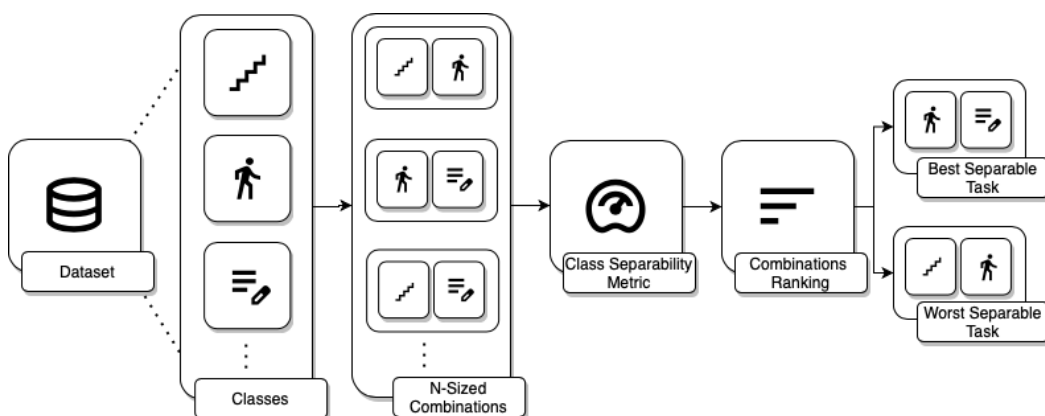 Dataset
Classes
N-Sized
Combinations
Class Separability
Metric
Combinations
Ranking
Best Separable
Task
Worst Separable
Task